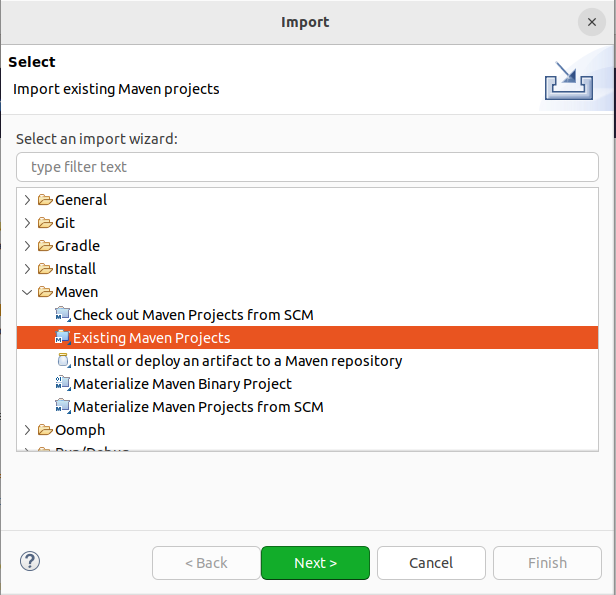 Import
Select
Import existing Maven projects
Select an import wizard:
type filter text
General
Git
Gradle
Install
Maven
Check out Maven Projects from SCM
Existing Maven Projects
Install or deploy an artifact to a Maven repository
Materialize Maven Binary Project
Materialize Maven Projects from SCM
Oomph
Run/Debug
< Back
Next >
Cancel
Finish